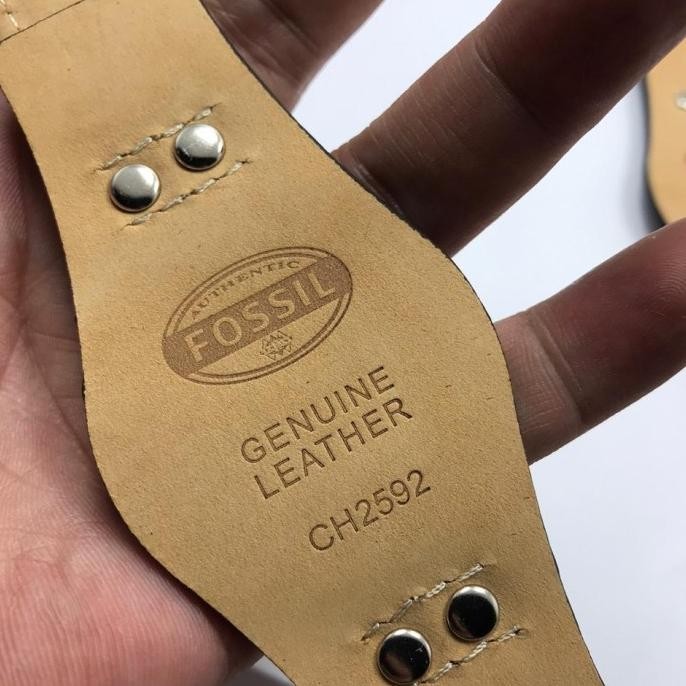 AUTHENTIC
FOSSIL
GENUINE
LEATHER
CH2592